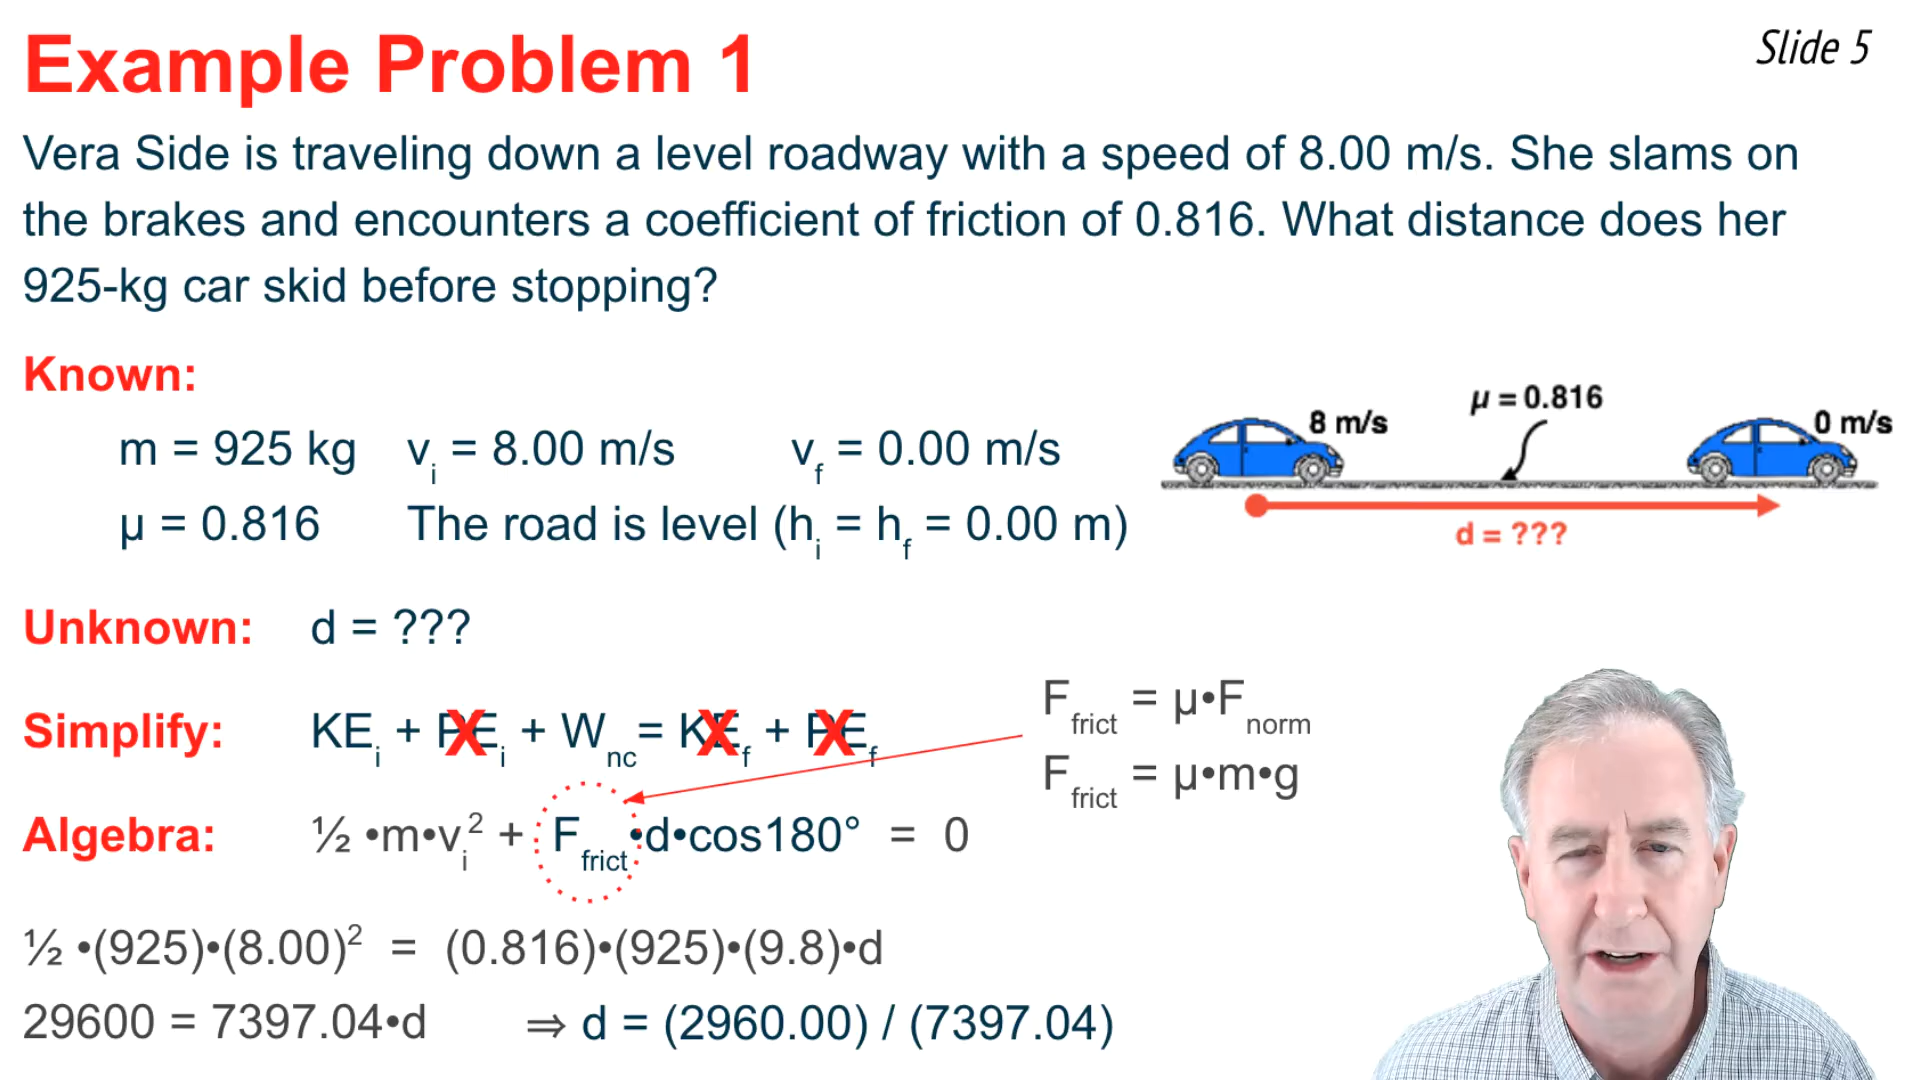 Example Problem 1
Slide 5
Vera Side is traveling down a level roadway with a speed of 8.00 m/s. She slams on
the brakes and encounters a coefficient of friction of 0.816. What distance does her
925-kg car skid before stopping?
Known:
m = 925 kg v_i = 8.00 m/s v_f = 0.00 m/s
μ = 0.816 The road is level (h_i = h_f = 0.00 m)
μ = 0.816
8 m/s
0 m/s
d = ???
Unknown: d = ???
Simplify: KE_i + PE_i + W_nc = KE_f + PE_f
F_frict = μ•F_norm
F_frict = μ•m•g
Algebra: ½ •m•v_i² + F_frict•d•cos180° = 0
½ •(925)•(8.00)² = (0.816)•(925)•(9.8)•d
29600 = 7397.04•d ⇒ d = (2960.00) / (7397.04)